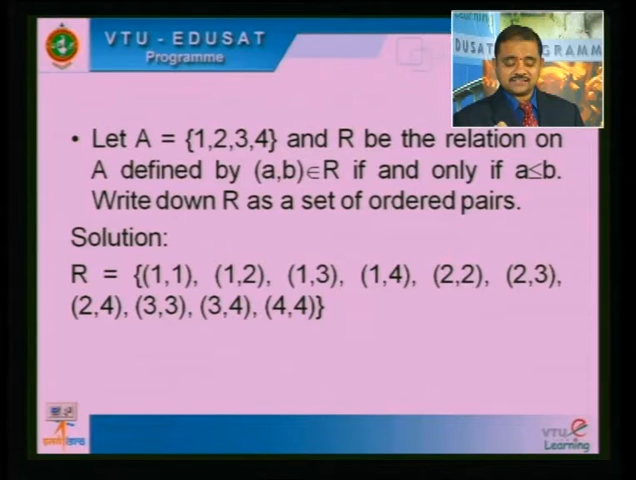 VTU - EDUSAT
Programme
DUSAT
GRAMM
• Let A = {1,2,3,4} and R be the relation on
A defined by (a,b)∈R if and only if a≤b.
Write down R as a set of ordered pairs.
Solution:
R = {(1,1), (1,2), (1,3), (1,4), (2,2), (2,3),
(2,4), (3,3), (3,4), (4,4)}
VTU e
Learning